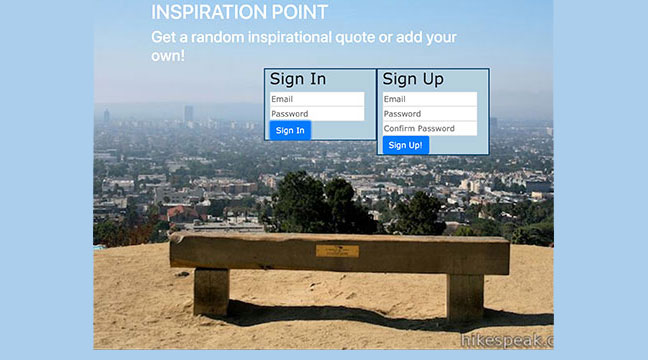 INSPIRATION POINT
Get a random inspirational quote or add your
own!
Sign In
Email
Password
Sign In
Sign Up
Email
Password
Confirm Password
Sign Up!
hikespeak.c